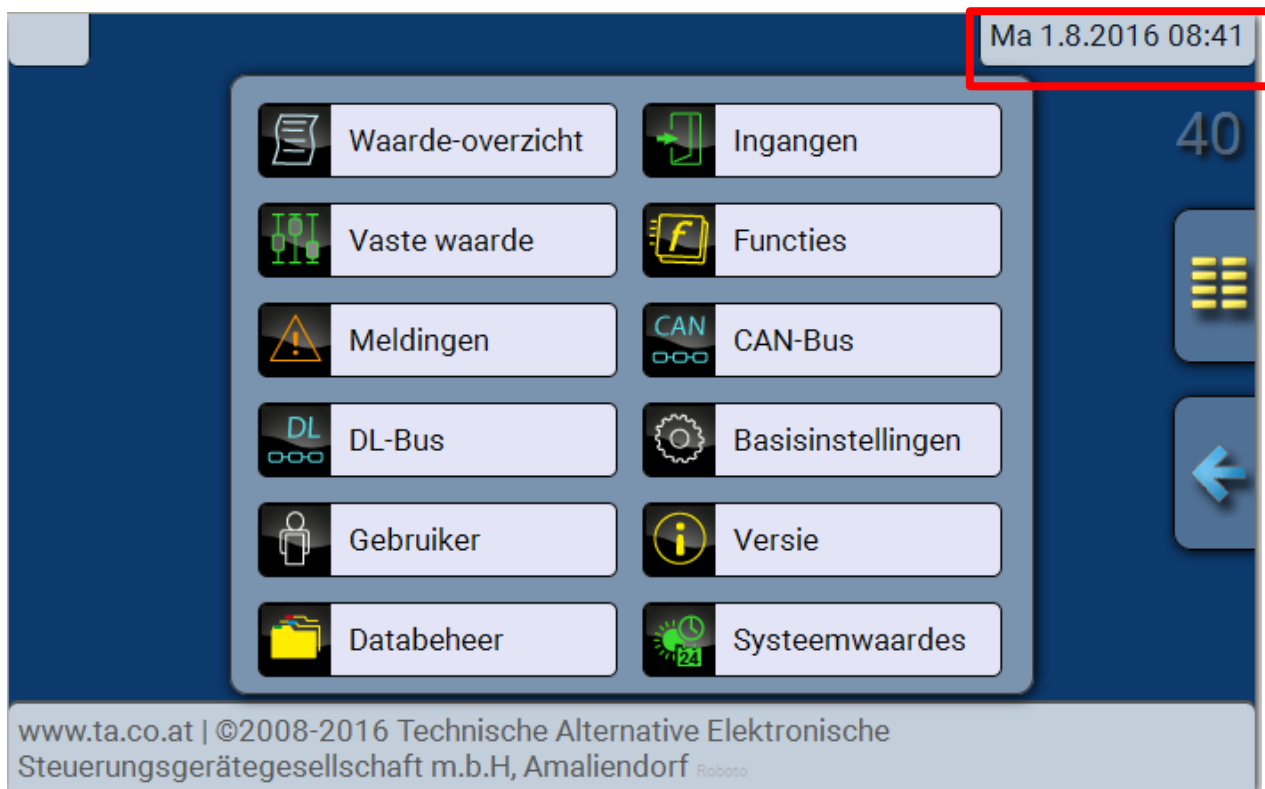 Ma 1.8.2016 08:41
40
Waarde-overzicht
Ingangen
Vaste waarde
f
Functies
Meldingen
CAN
CAN-Bus
DL
DL-Bus
Basisinstellingen
Gebruiker
i
Versie
Databeheer
24
Systeemwaardes
www.ta.co.at | ©2008-2016 Technische Alternative Elektronische
Steuerungsgerätegesellschaft m.b.H, Amaliendorf Roboto